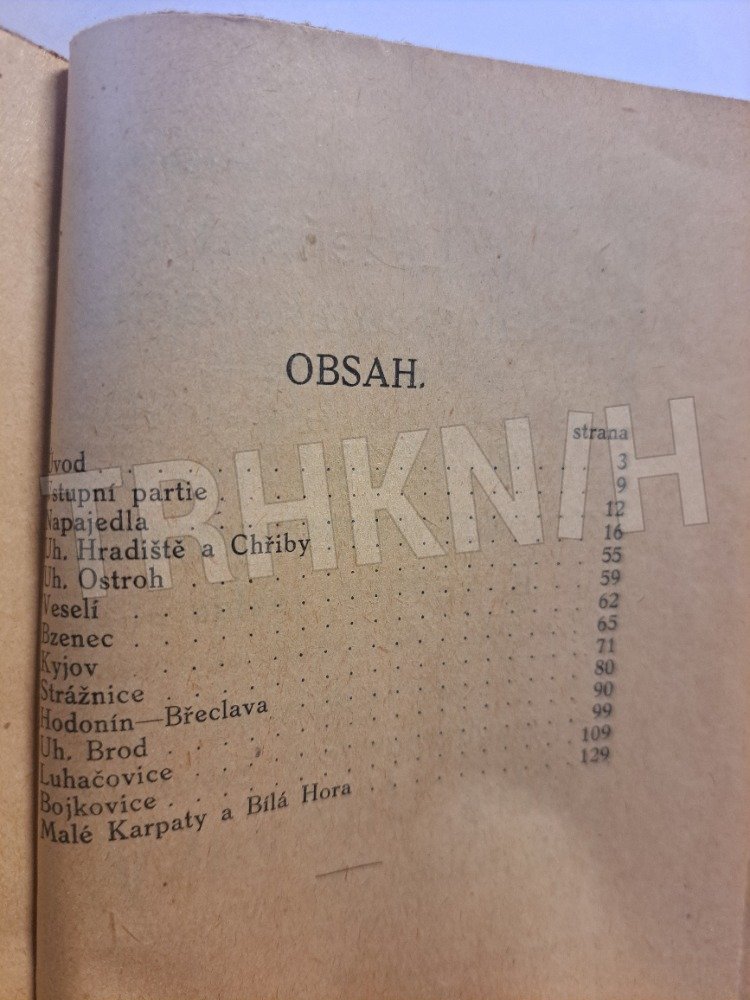 OBSAH.
strana
Úvod . . . . . . . . . . . . 3
Vstupní partie . . . . . . . . . . . . 9
Napajedla . . . . . . . . . . . . 12
Uh. Hradiště a Chřiby . . . . . . . . . . 16
Uh. Ostroh . . . . . . . . . . . . 55
Veselí . . . . . . . . . . . . 59
Bzenec . . . . . . . . . . . . 62
Kyjov . . . . . . . . . . . . 65
Strážnice . . . . . . . . . . . . 71
Hodonín—Břeclava . . . . . . . . . . 80
Uh. Brod . . . . . . . . . . . . 90
Luhačovice . . . . . . . . . . . . 99
Bojkovice . . . . . . . . . . . . 109
Malé Karpaty a Bílá Hora . . . . . . . . 129
TRHKNIH